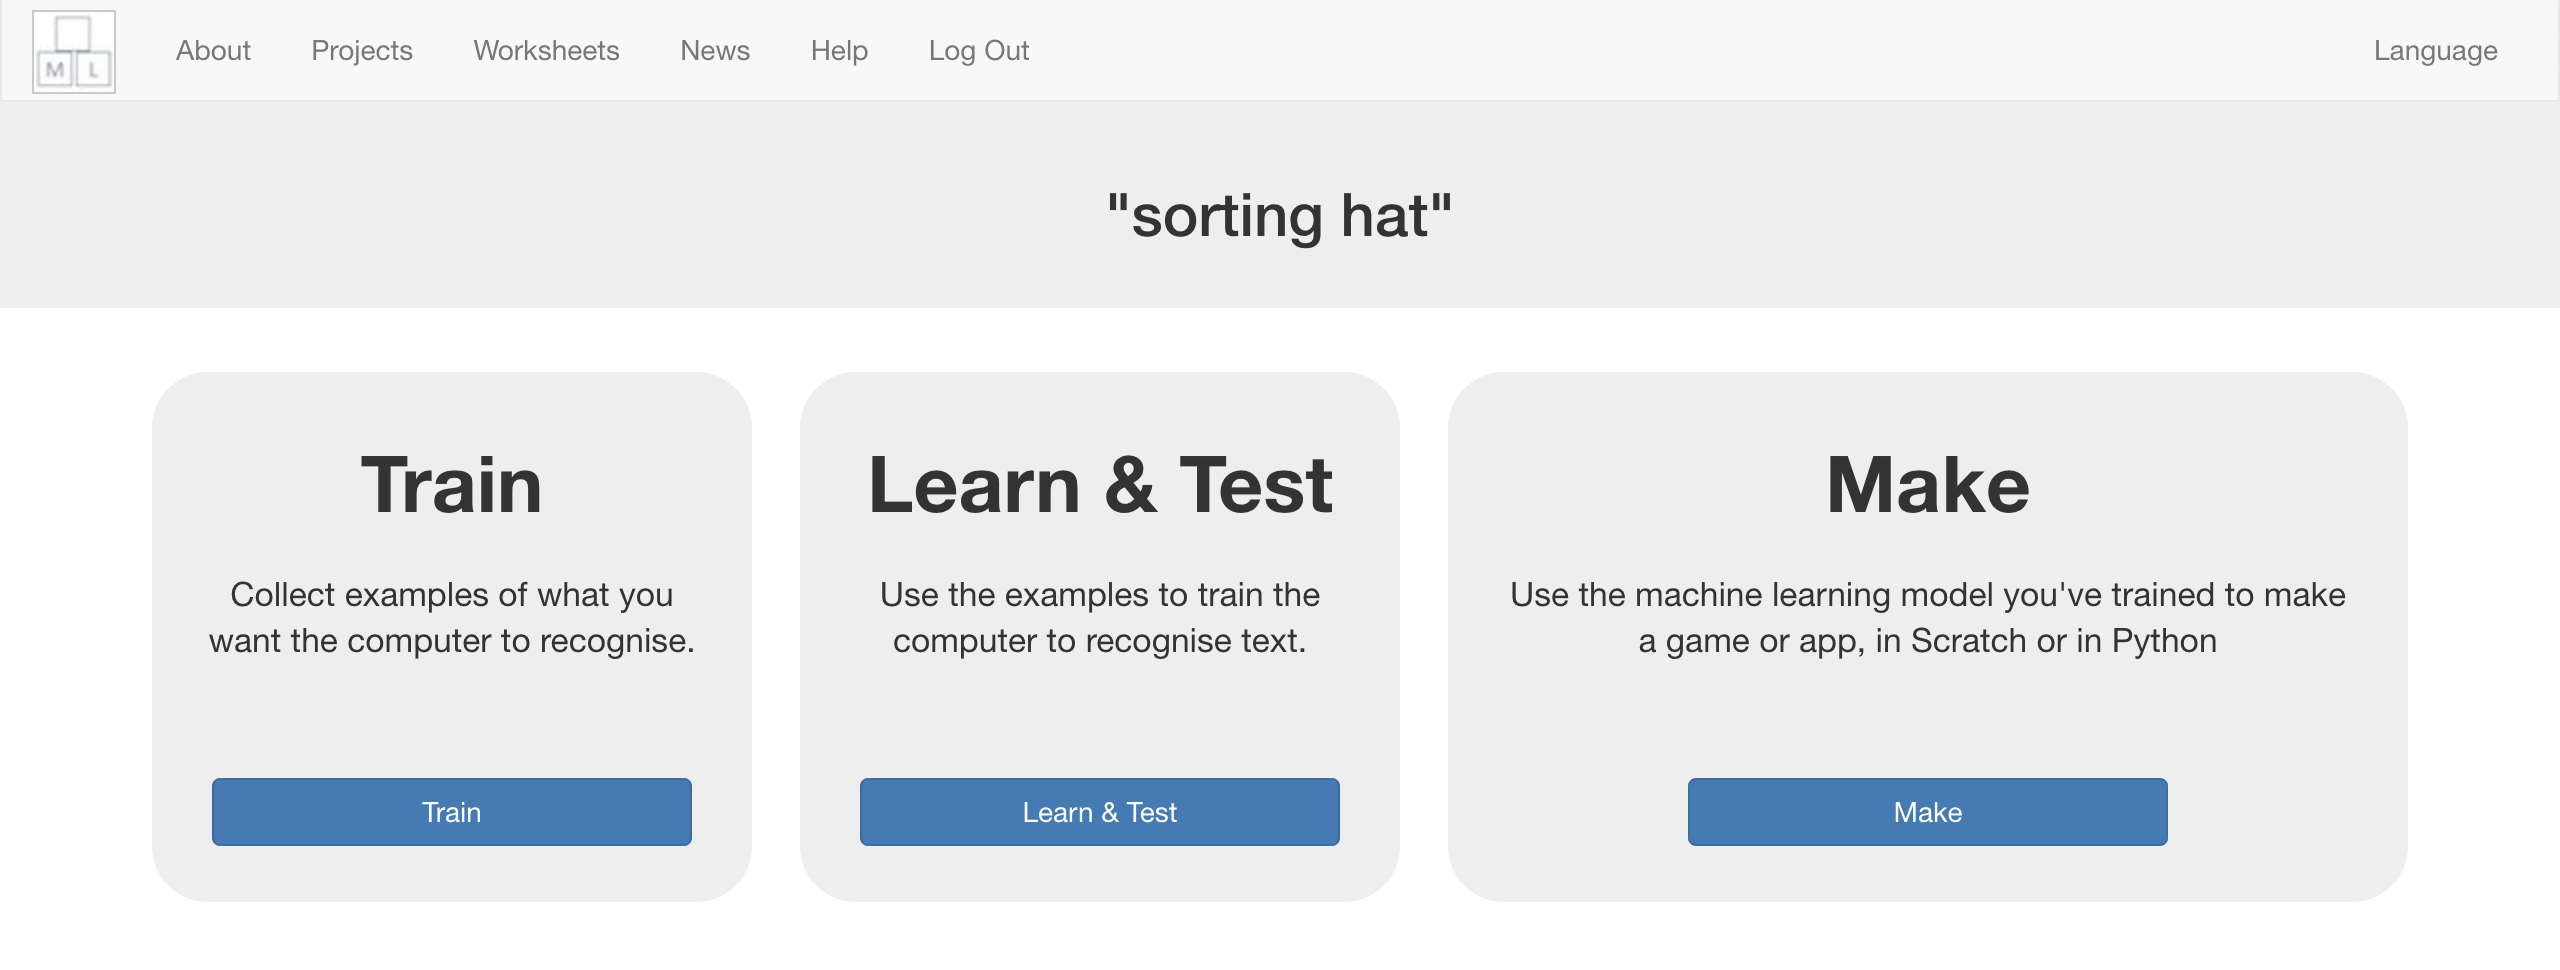 M L
About Projects Worksheets News Help Log Out Language
"sorting hat"
Train
Collect examples of what you
want the computer to recognise.
Train
Learn & Test
Use the examples to train the
computer to recognise text.
Learn & Test
Make
Use the machine learning model you've trained to make
a game or app, in Scratch or in Python
Make